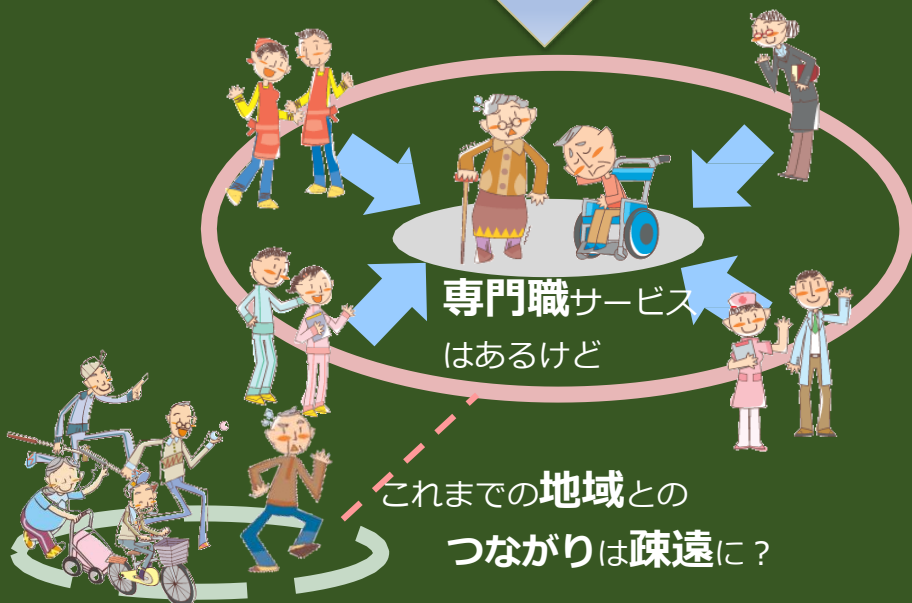 専門職サービス
はあるけど
これまでの地域との
つながりは疎遠に？